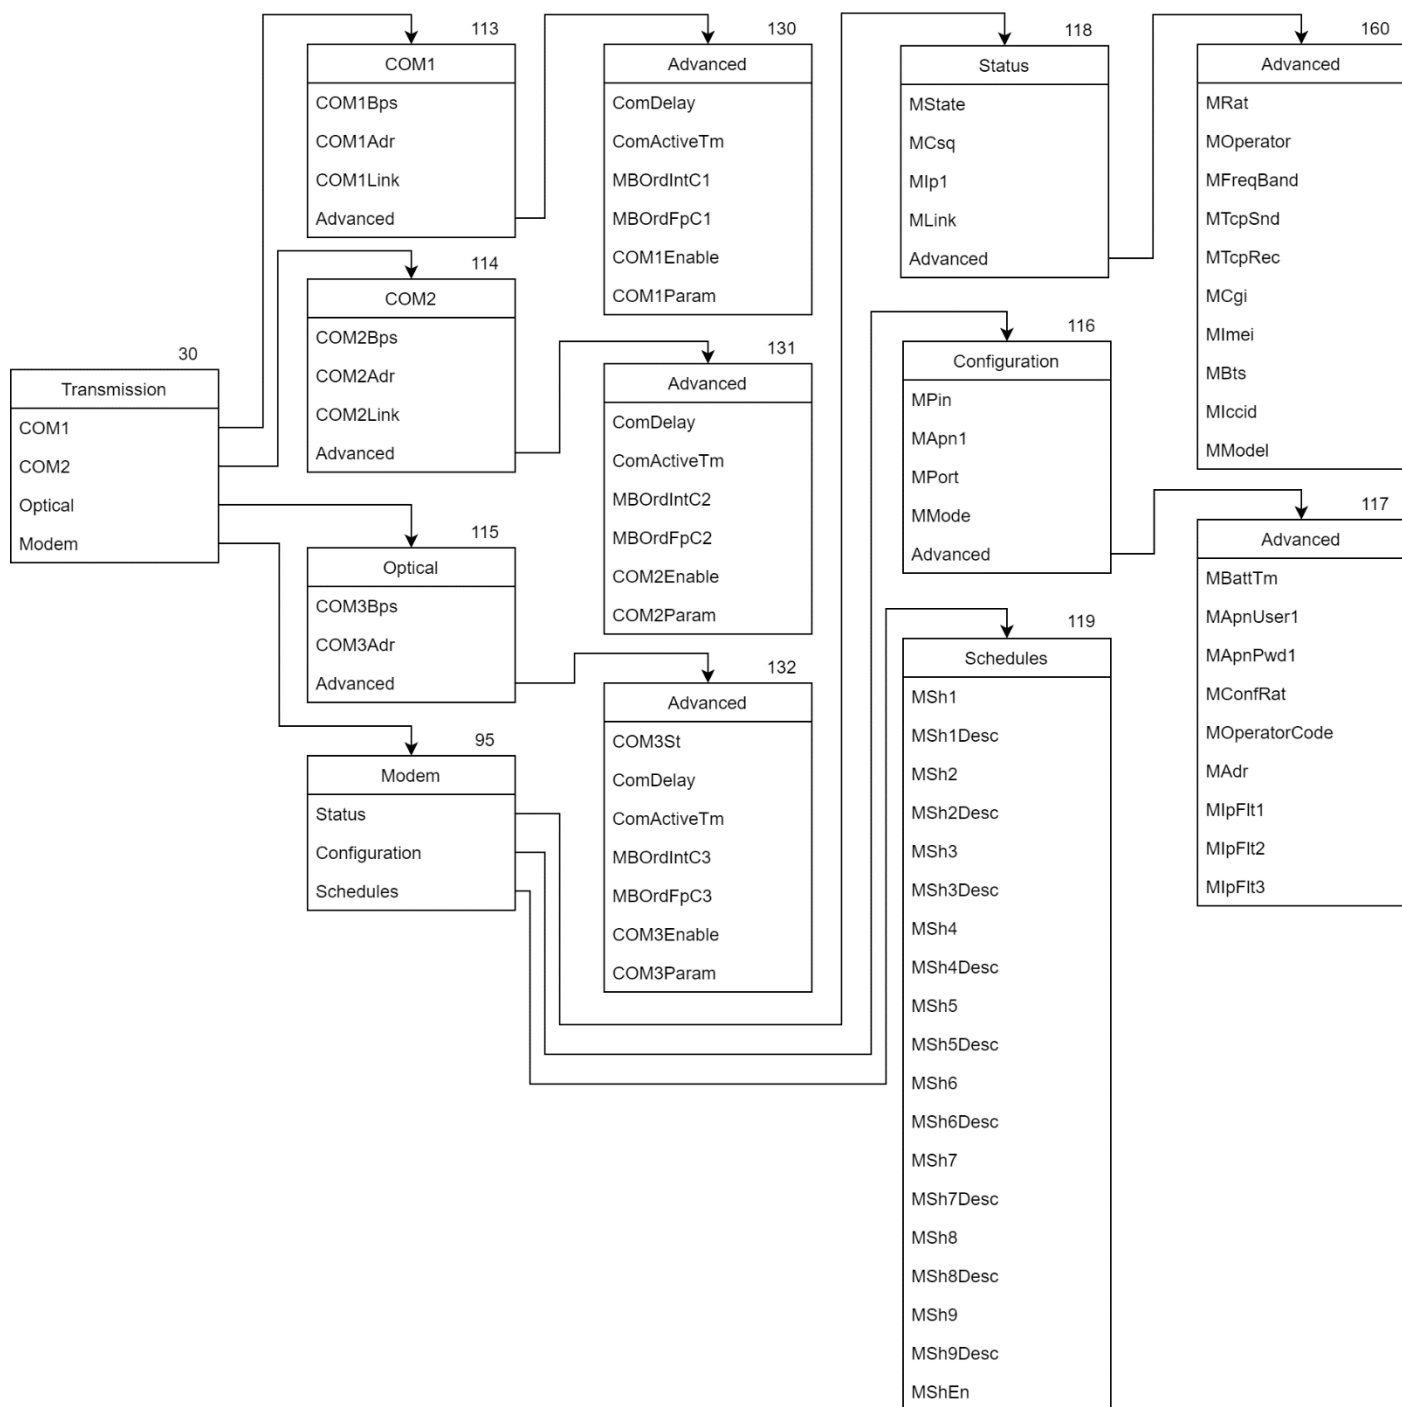 30
Transmission
COM1
COM2
Optical
Modem
113
COM1
COM1Bps
COM1Adr
COM1Link
Advanced
114
COM2
COM2Bps
COM2Adr
COM2Link
Advanced
115
Optical
COM3Bps
COM3Adr
Advanced
95
Modem
Status
Configuration
Schedules
130
Advanced
ComDelay
ComActiveTm
MBOrdIntC1
MBOrdFpC1
COM1Enable
COM1Param
131
Advanced
ComDelay
ComActiveTm
MBOrdIntC2
MBOrdFpC2
COM2Enable
COM2Param
132
Advanced
COM3St
ComDelay
ComActiveTm
MBOrdIntC3
MBOrdFpC3
COM3Enable
COM3Param
118
Status
MState
MCsq
MIp1
MLink
Advanced
116
Configuration
MPin
MApn1
MPort
MMode
Advanced
119
Schedules
MSh1
MSh1Desc
MSh2
MSh2Desc
MSh3
MSh3Desc
MSh4
MSh4Desc
MSh5
MSh5Desc
MSh6
MSh6Desc
MSh7
MSh7Desc
MSh8
MSh8Desc
MSh9
MSh9Desc
MShEn
160
Advanced
MRat
MOperator
MFreqBand
MTcpSnd
MTcpRec
MCgi
MImei
MBts
MIccid
MModel
117
Advanced
MBattTm
MApnUser1
MApnPwd1
MConfRat
MOperatorCode
MAdr
MIpFlt1
MIpFlt2
MIpFlt3